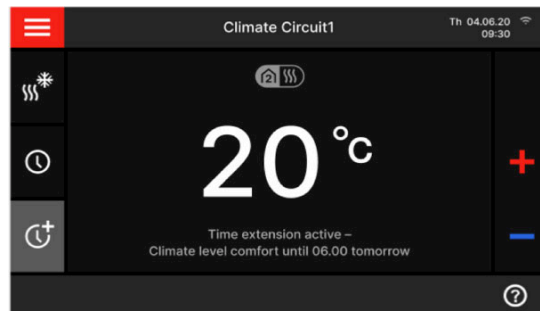 Climate Circuit1
Th 04.06.20
09:30
2
20 °C
Time extension active –
Climate level comfort until 06.00 tomorrow
?